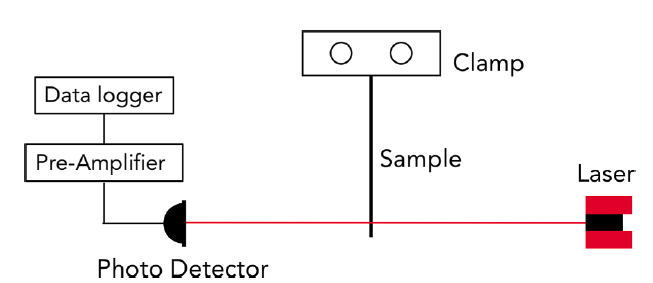 Clamp
Data logger
Pre-Amplifier
Sample
Laser
Photo Detector